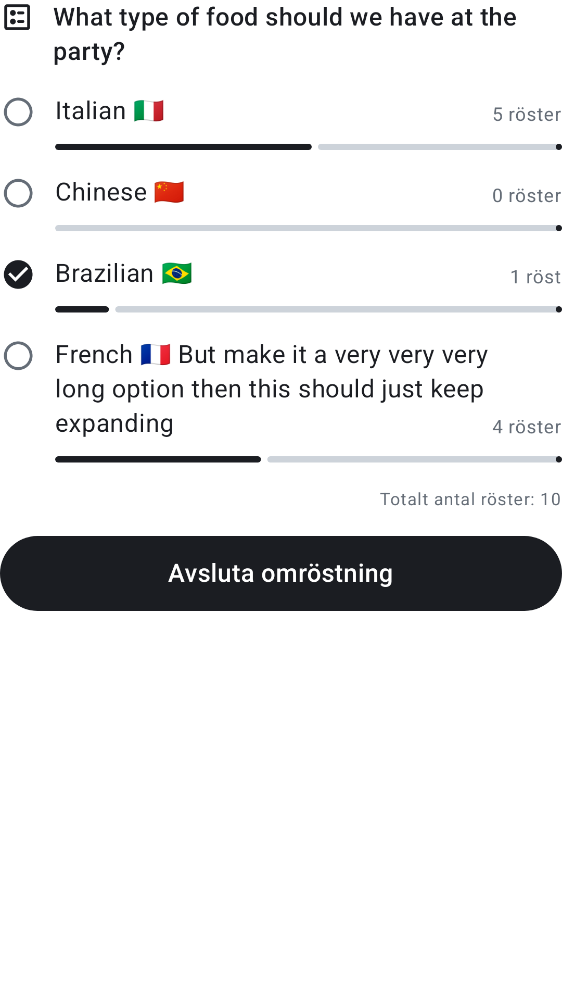 What type of food should we have at the
party?
Italian 🇮🇹
5 röster
Chinese 🇨🇳
0 röster
Brazilian 🇧🇷
1 röst
French 🇫🇷 But make it a very very very
long option then this should just keep
expanding
4 röster
Totalt antal röster: 10
Avsluta omröstning